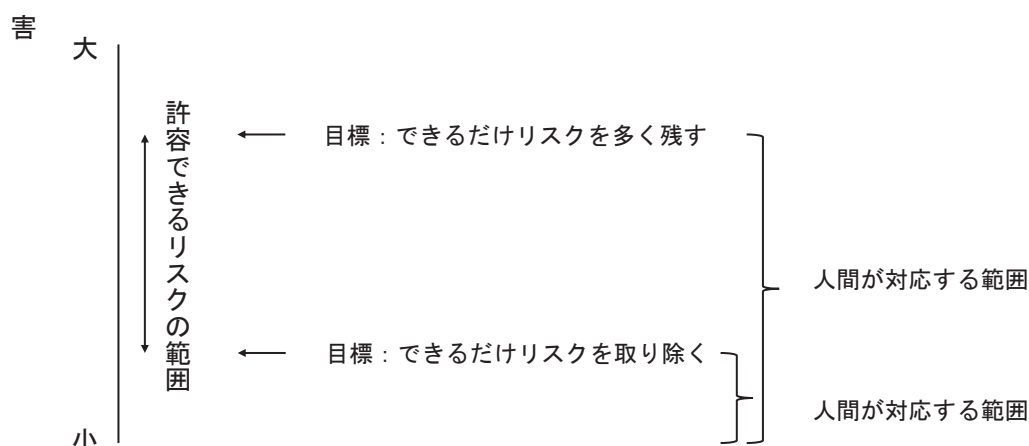 害
大
許容できるリスクの範囲
目標：できるだけリスクを多く残す
人間が対応する範囲
目標：できるだけリスクを取り除く
人間が対応する範囲
小